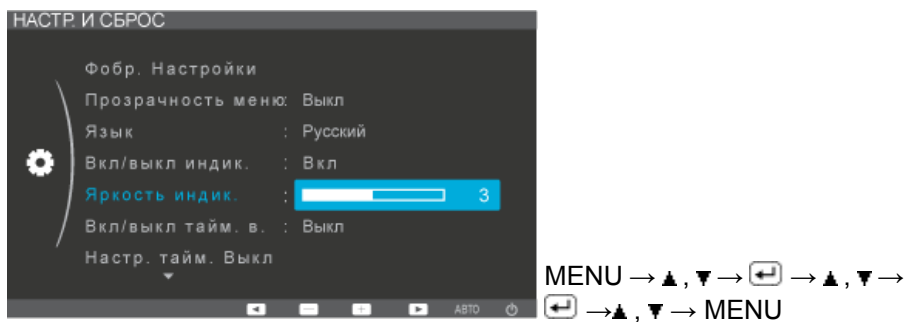 НАСТР. И СБРОС
Фобр. Настройки
Прозрачность меню: Выкл
Язык : Русский
Вкл/выкл индик. : Вкл
Яркость индик. : 3
Вкл/выкл тайм. в. : Выкл
Настр. тайм. Выкл
АВТО
MENU → ▲ , ▼ → ↵ → ▲ , ▼ →
↵ →▲ , ▼ → MENU